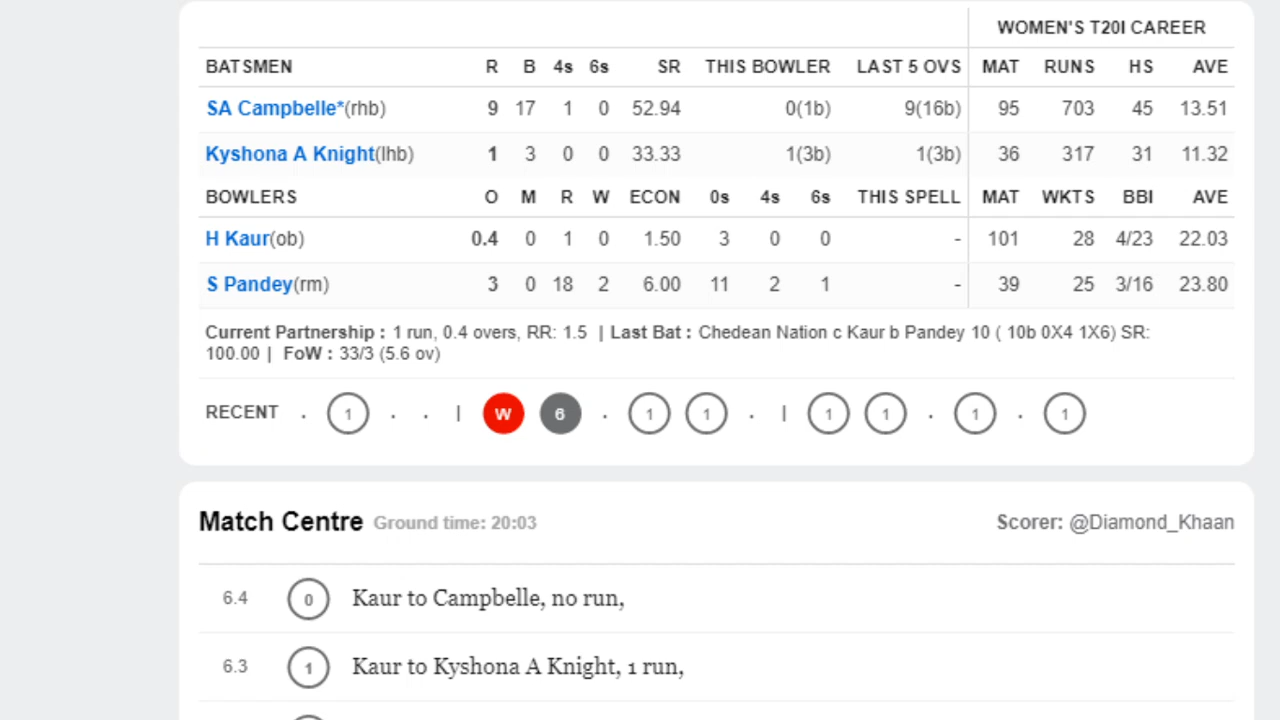 WOMEN'S T20I CAREER
BATSMEN R B 4s 6s SR THIS BOWLER LAST 5 OVS MAT RUNS HS AVE
SA Campbelle*(rhb) 9 17 1 0 52.94 0(1b) 9(16b) 95 703 45 13.51
Kyshona A Knight(lhb) 1 3 0 0 33.33 1(3b) 1(3b) 36 317 31 11.32
BOWLERS O M R W ECON 0s 4s 6s THIS SPELL MAT WKTS BBI AVE
H Kaur(ob) 0.4 0 1 0 1.50 3 0 0 - 101 28 4/23 22.03
S Pandey(rm) 3 0 18 2 6.00 11 2 1 - 39 25 3/16 23.80
Current Partnership : 1 run, 0.4 overs, RR: 1.5 | Last Bat : Chedean Nation c Kaur b Pandey 10 ( 10b 0X4 1X6) SR:
100.00 | FoW : 33/3 (5.6 ov)
RECENT . 1 . . | W 6 . 1 1 . | 1 1 . 1 . 1
Match Centre Ground time: 20:03 Scorer: @Diamond_Khaan
6.4 0 Kaur to Campbelle, no run,
6.3 1 Kaur to Kyshona A Knight, 1 run,